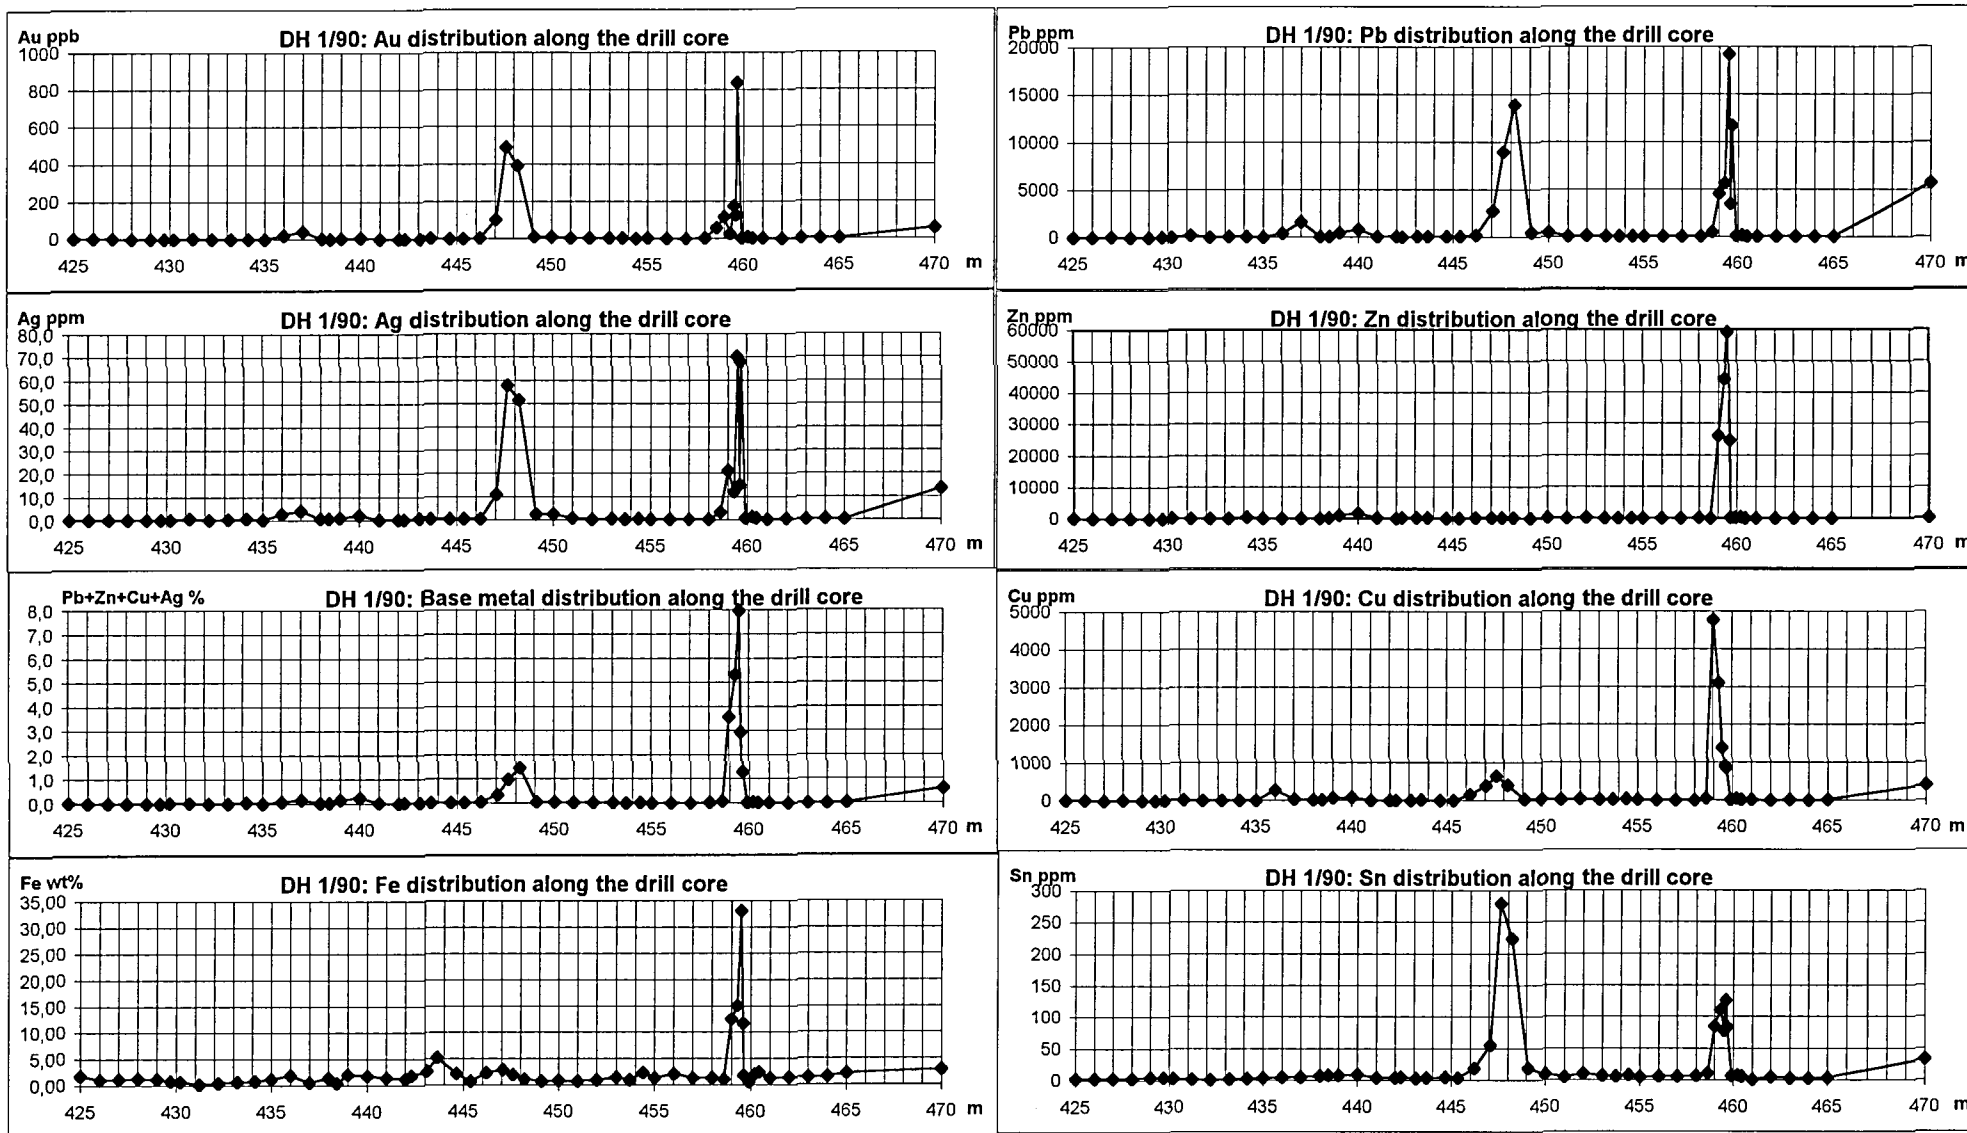 Au ppb
DH 1/90: Au distribution along the drill core
1000
800
600
400
200
0
425 430 435 440 445 450 455 460 465 470 m
Pb ppm
DH 1/90: Pb distribution along the drill core
20000
15000
10000
5000
0
425 430 435 440 445 450 455 460 465 470 m
Ag ppm
DH 1/90: Ag distribution along the drill core
80,0
70,0
60,0
50,0
40,0
30,0
20,0
10,0
0,0
425 430 435 440 445 450 455 460 465 470 m
Zn ppm
DH 1/90: Zn distribution along the drill core
60000
50000
40000
30000
20000
10000
0
425 430 435 440 445 450 455 460 465 470 m
Pb+Zn+Cu+Ag %
DH 1/90: Base metal distribution along the drill core
8,0
7,0
6,0
5,0
4,0
3,0
2,0
1,0
0,0
425 430 435 440 445 450 455 460 465 470 m
Cu ppm
DH 1/90: Cu distribution along the drill core
5000
4000
3000
2000
1000
0
425 430 435 440 445 450 455 460 465 470 m
Fe wt%
DH 1/90: Fe distribution along the drill core
35,00
30,00
25,00
20,00
15,00
10,00
5,00
0,00
425 430 435 440 445 450 455 460 465 470 m
Sn ppm
DH 1/90: Sn distribution along the drill core
300
250
200
150
100
50
0
425 430 435 440 445 450 455 460 465 470 m